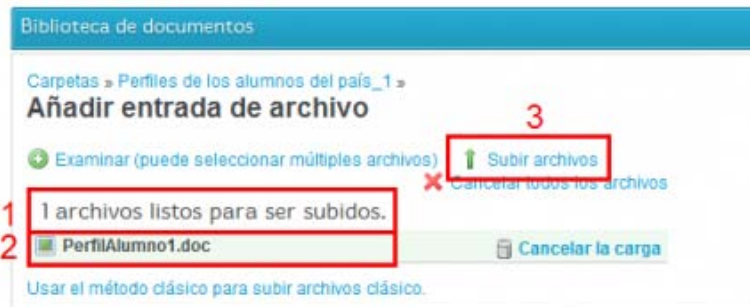 Biblioteca de documentos
Carpetas » Perfiles de los alumnos del país_1 »
Añadir entrada de archivo
3
Examinar (puede seleccionar múltiples archivos) Subir archivos
Cancelar todos los archivos
1 1 archivos listos para ser subidos.
2 PerfilAlumno1.doc Cancelar la carga
Usar el método clásico para subir archivos clásico.